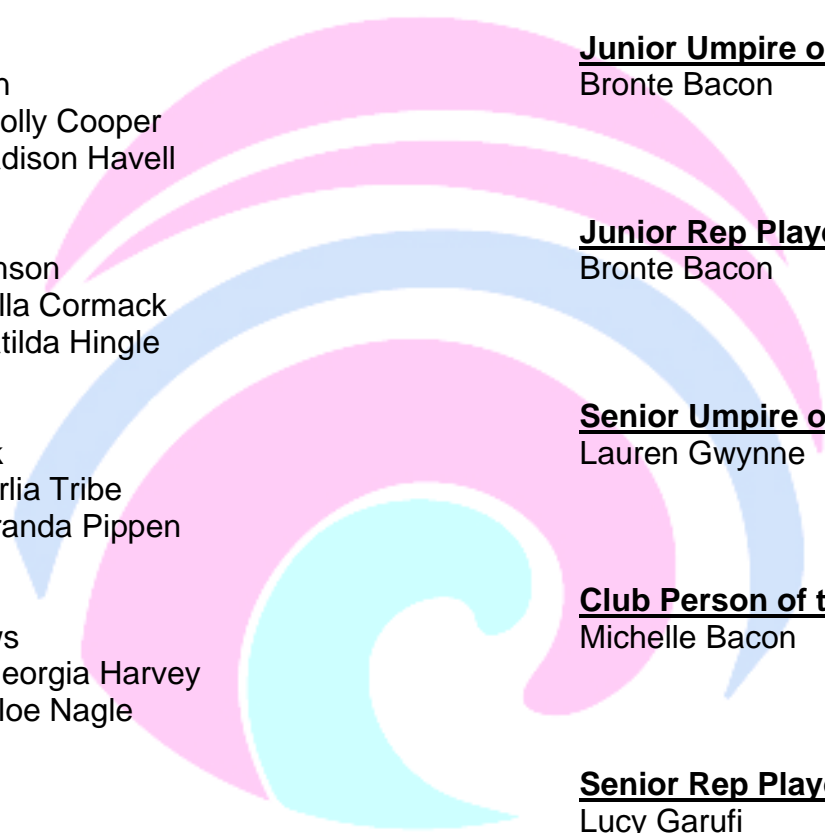 n
olly Cooper
dison Havell
nson
lla Cormack
tilda Hingle
k
rlia Tribe
randa Pippen
s
eorgia Harvey
loe Nagle
Junior Umpire o
Bronte Bacon
Junior Rep Playe
Bronte Bacon
Senior Umpire o
Lauren Gwynne
Club Person of t
Michelle Bacon
Senior Rep Playe
Lucy Garufi